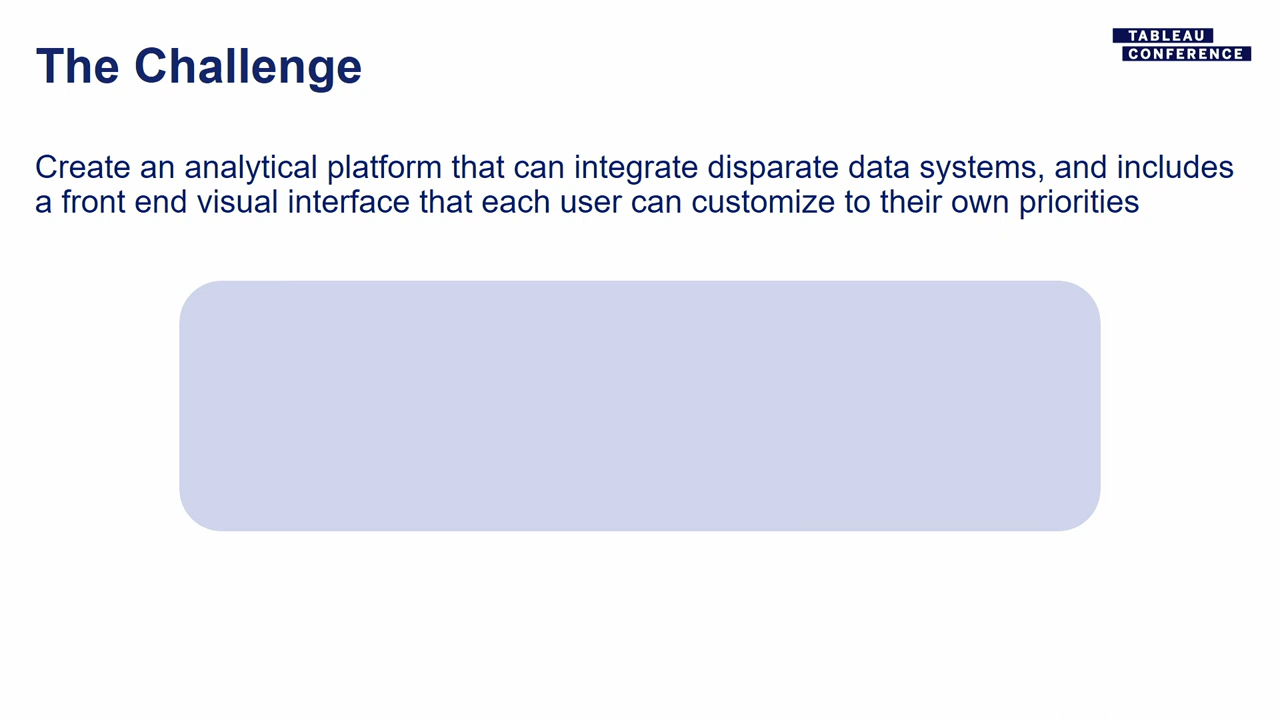 The Challenge
TABLEAU
CONFERENCE
Create an analytical platform that can integrate disparate data systems, and includes
a front end visual interface that each user can customize to their own priorities